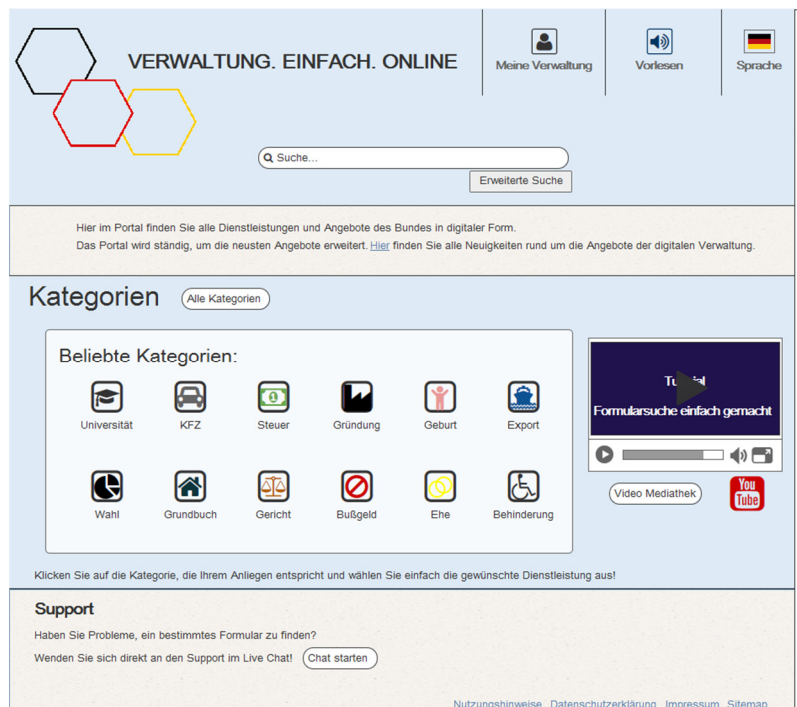 VERWALTUNG. EINFACH. ONLINE
Meine Verwaltung
Vorlesen
Sprache
Suche...
Erweiterte Suche
Hier im Portal finden Sie alle Dienstleistungen und Angebote des Bundes in digitaler Form.
Das Portal wird ständig, um die neusten Angebote erweitert. Hier finden Sie alle Neuigkeiten rund um die Angebote der digitalen Verwaltung.
Kategorien
Alle Kategorien
Beliebte Kategorien:
Universität KFZ Steuer Gründung Geburt Export
Wahl Grundbuch Gericht Bußgeld Ehe Behinderung
Formularsuche einfach gemacht
Video Mediathek
You
Tube
Klicken Sie auf die Kategorie, die Ihrem Anliegen entspricht und wählen Sie einfach die gewünschte Dienstleistung aus!
Support
Haben Sie Probleme, ein bestimmtes Formular zu finden?
Wenden Sie sich direkt an den Support im Live Chat! Chat starten
Nutzungshinweise Datenschutzerklärung Impressum Sitemap